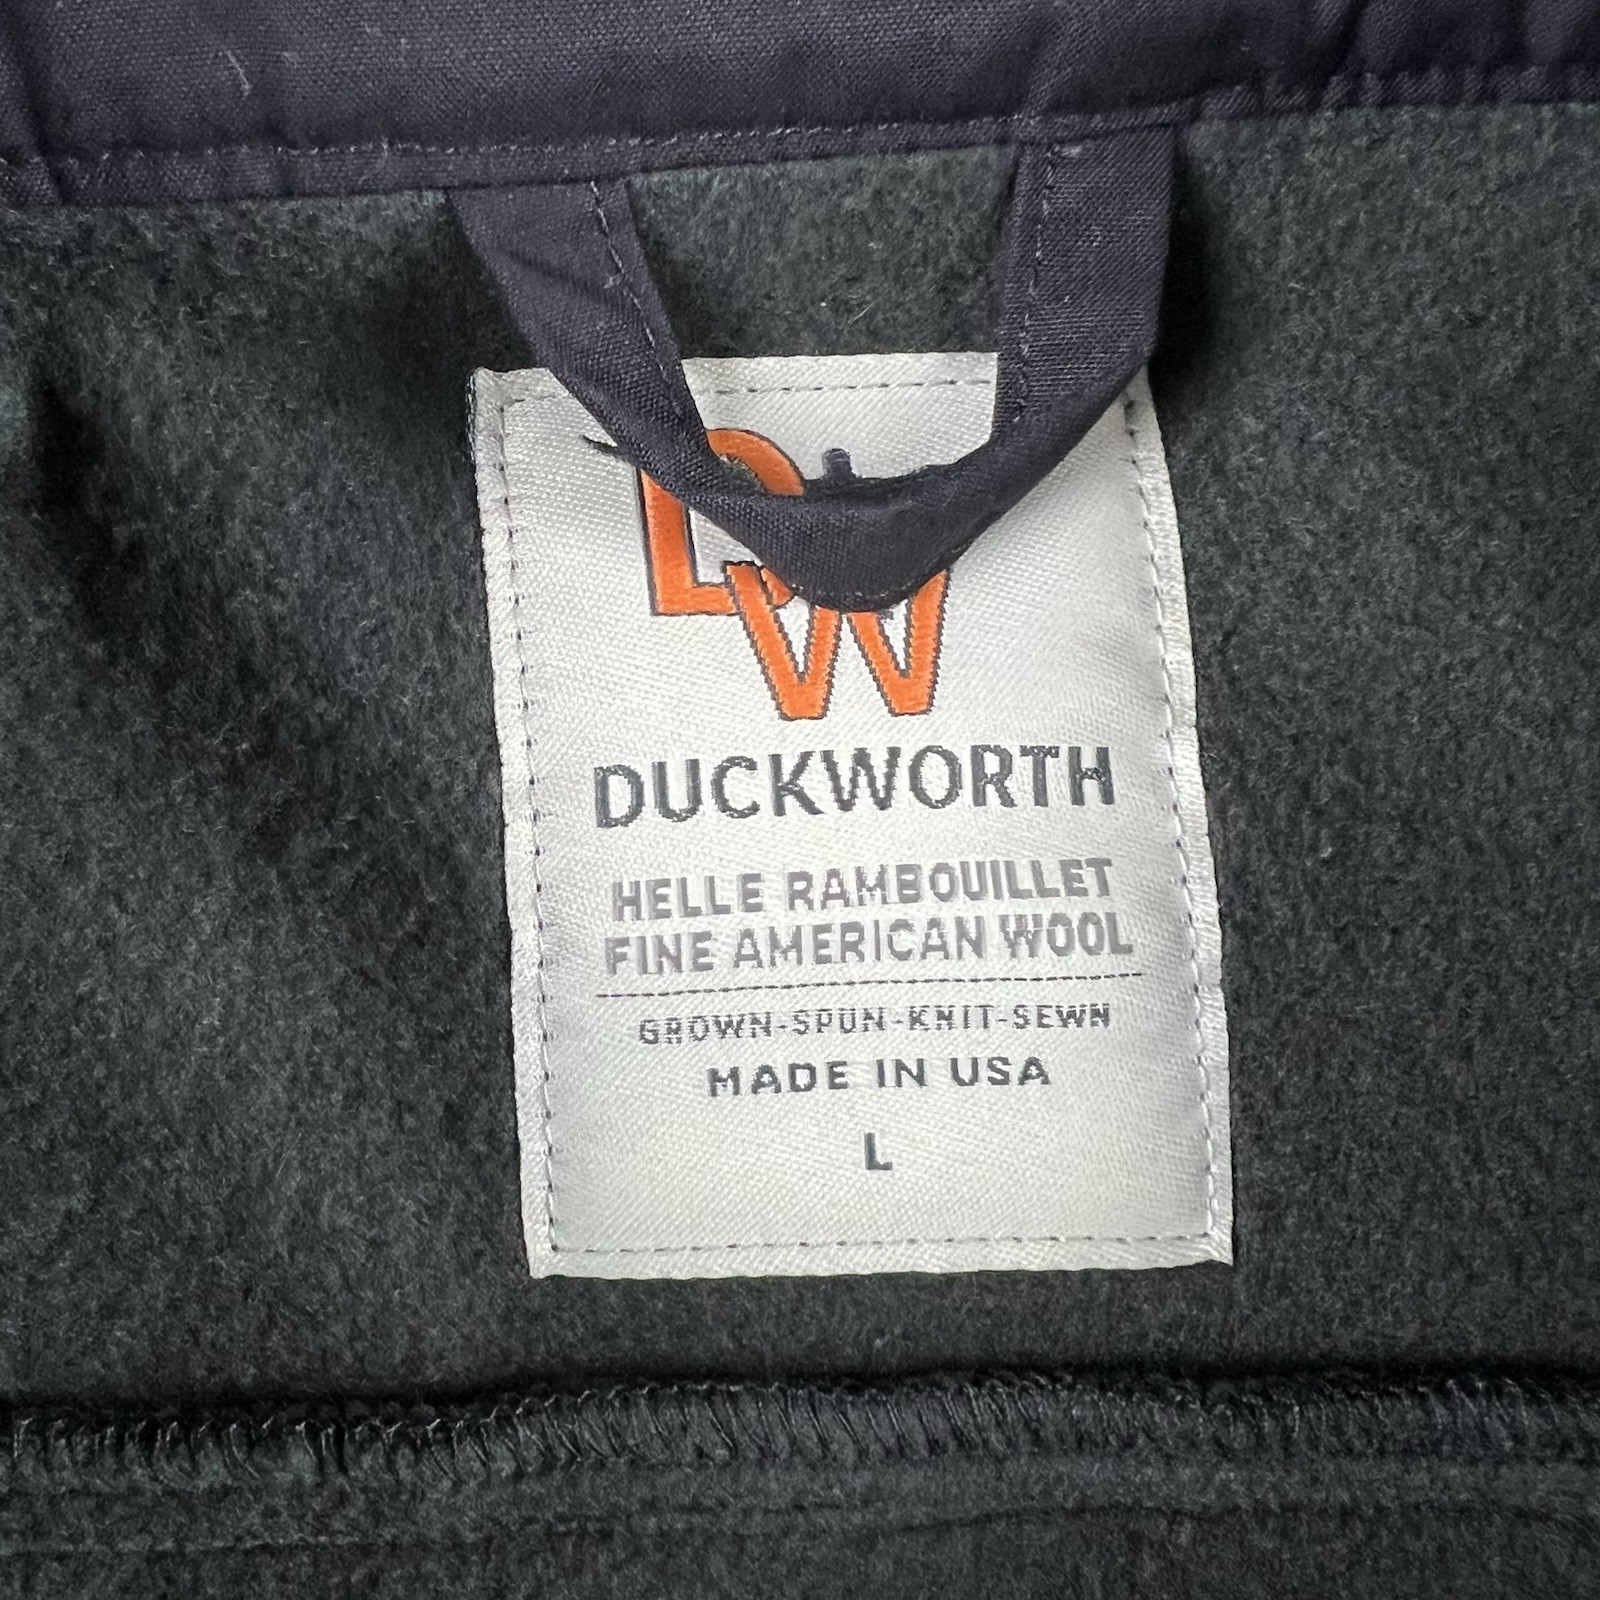 DW
DUCKWORTH
HELLE RAMBOUILLET
FINE AMERICAN WOOL
GROWN-SPUN-KNIT-SEWN
MADE IN USA
L